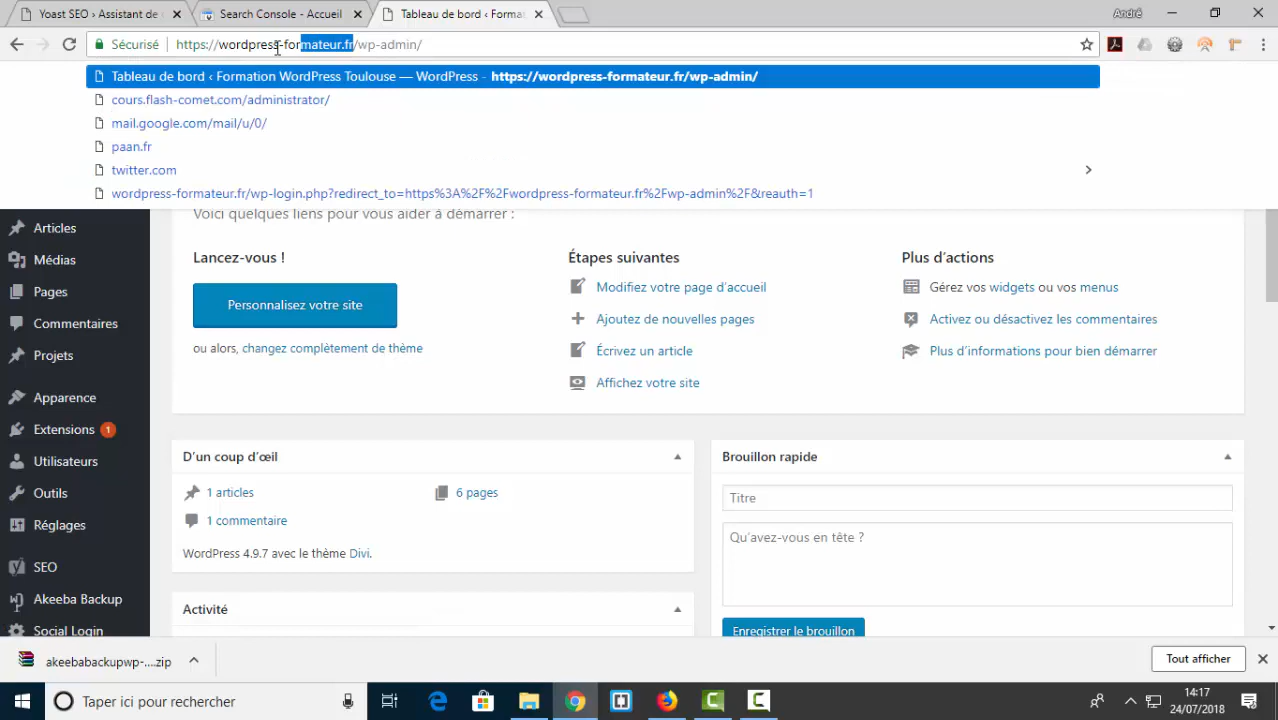 Yoast SEO › Assistant de
Search Console - Accueil
Tableau de bord ‹ Forma
André
Sécurisé
https://wordpress-formateur.fr/wp-admin/
Tableau de bord ‹ Formation WordPress Toulouse — WordPress - https://wordpress-formateur.fr/wp-admin/
cours.flash-comet.com/administrator/
mail.google.com/mail/u/0/
paan.fr
twitter.com
wordpress-formateur.fr/wp-login.php?redirect_to=https%3A%2F%2Fwordpress-formateur.fr%2Fwp-admin%2F&reauth=1
Voici quelques liens pour vous aider à démarrer :
Articles
Médias
Pages
Commentaires
Projets
Apparence
Extensions 1
Utilisateurs
Outils
Réglages
SEO
Akeeba Backup
Social Login
Lancez-vous !
Personnalisez votre site
ou alors, changez complètement de thème
Étapes suivantes
Modifiez votre page d’accueil
Ajoutez de nouvelles pages
Écrivez un article
Affichez votre site
Plus d’actions
Gérez vos widgets ou vos menus
Activez ou désactivez les commentaires
Plus d’informations pour bien démarrer
D’un coup d’œil
1 articles
6 pages
1 commentaire
WordPress 4.9.7 avec le thème Divi.
Activité
Brouillon rapide
Titre
Qu’avez-vous en tête ?
Enregistrer le brouillon
akeebabackupwp-....zip
Tout afficher
Taper ici pour rechercher
14:17
24/07/2018